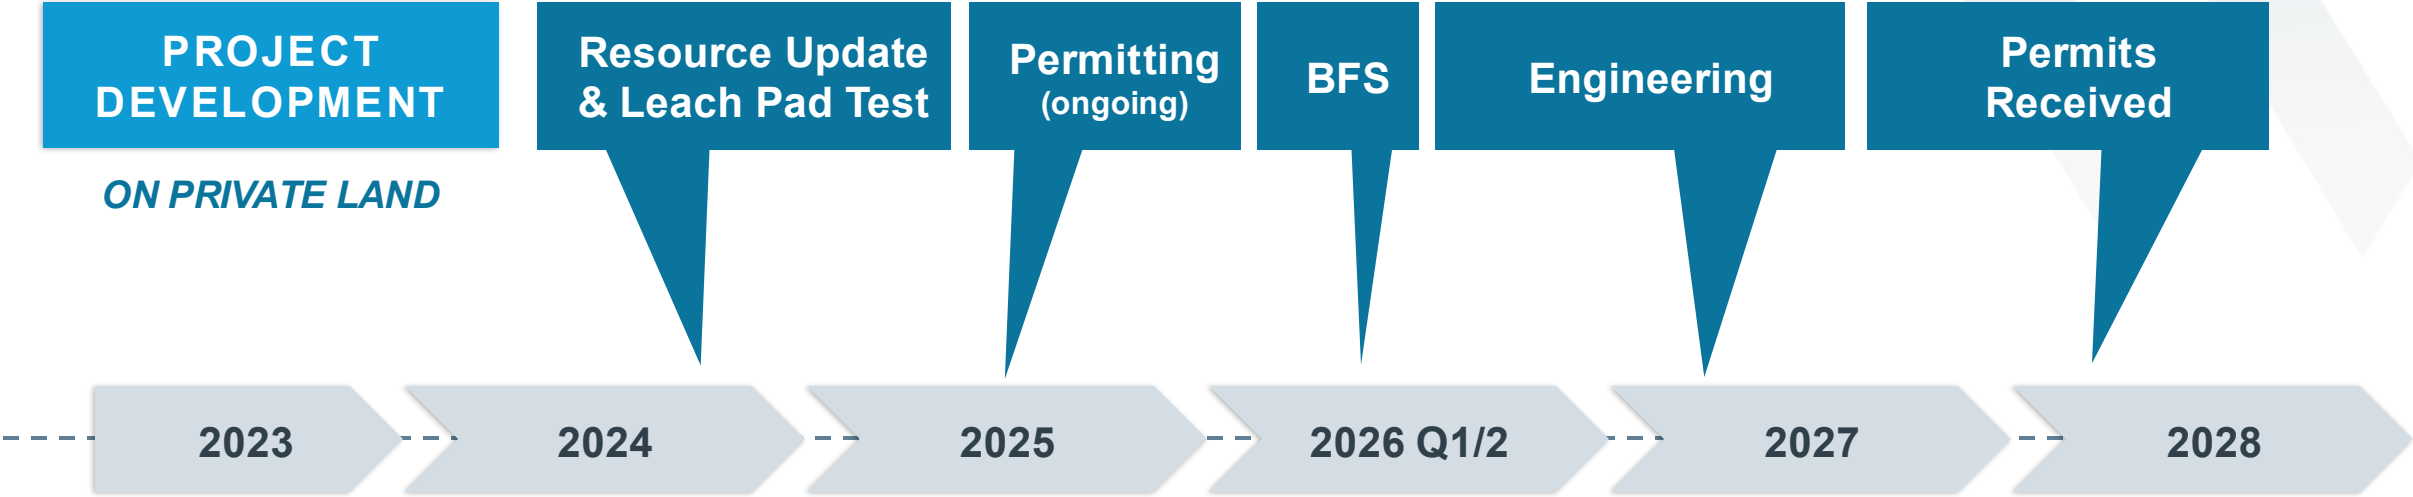 PROJECT
DEVELOPMENT
ON PRIVATE LAND
Resource Update
& Leach Pad Test
Permitting
(ongoing)
BFS
Engineering
Permits
Received
2023
2024
2025
2026 Q1/2
2027
2028